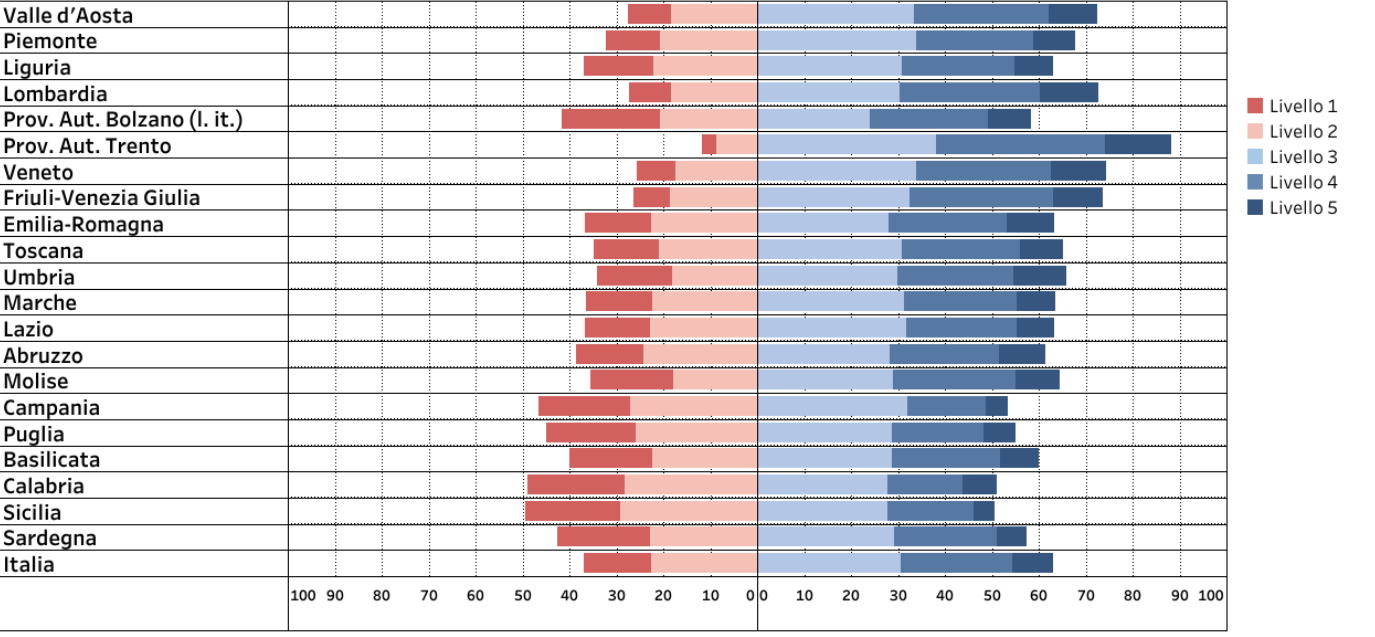 Valle d’Aosta
Piemonte
Liguria
Lombardia
Prov. Aut. Bolzano (l. it.)
Prov. Aut. Trento
Veneto
Friuli-Venezia Giulia
Emilia-Romagna
Toscana
Umbria
Marche
Lazio
Abruzzo
Molise
Campania
Puglia
Basilicata
Calabria
Sicilia
Sardegna
Italia
100 90 80 70 60 50 40 30 20 10 0 0 10 20 30 40 50 60 70 80 90 100
Livello 1
Livello 2
Livello 3
Livello 4
Livello 5